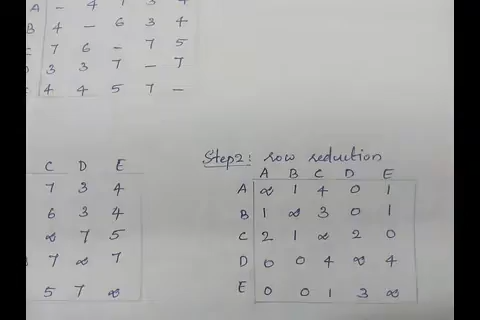 A - 4 7 3 4
B 4 - 6 3 4
C 7 6 - 7 5
3 3 7 - 7
4 4 5 7 -
C D E
7 3 4
6 3 4
∞ 7 5
7 ∞ 7
5 7 ∞
Step2: row reduction
A B C D E
A ∞ 1 4 0 1
B 1 ∞ 3 0 1
C 2 1 ∞ 2 0
D 0 0 4 ∞ 4
E 0 0 1 3 ∞